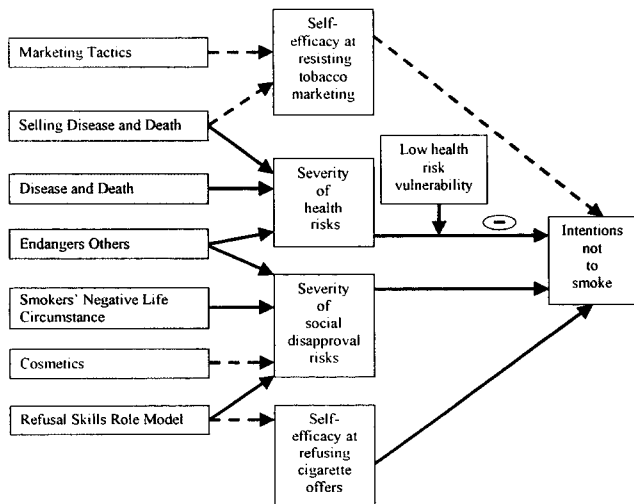 Marketing Tactics
Selling Disease and Death
Disease and Death
Endangers Others
Smokers' Negative Life
Circumstance
Cosmetics
Refusal Skills Role Model
Self-
efficacy at
resisting
tobacco
marketing
Severity
of
health
risks
Severity
of
social
disapproval
risks
Self-
efficacy at
refusing
cigarette
offers
Low health
risk
vulnerability
−
Intentions
not
to
smoke